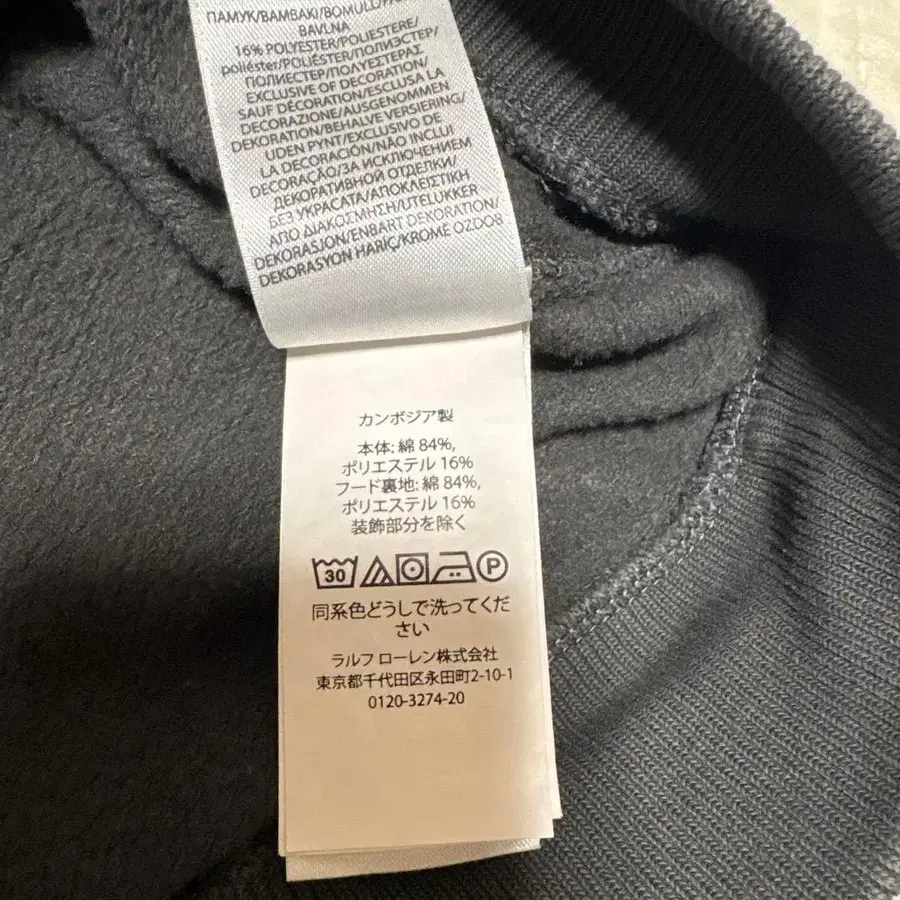 ПАМУК/ΒΑΜΒΑΚΙ/BOMULL/
BAVLNA
16% POLYESTER/POLIESTERE/
poliéster/POLIÉSTER/ПОЛИЭСТЕР/
ПОЛИЕСТЕР/ΠΟΛΥΕΣΤΕΡΑΣ
EXCLUSIVE OF DECORATION/
SAUF DÉCORATION/ESCLUSA LA
DECORAZIONE/AUSGENOMMEN
DEKORATION/BEHALVE VERSIERING/
UDEN PYNT/EXCLUSIVO DE
LA DECORACIÓN/NÃO INCLUI
DECORAÇÃO/ЗА ИСКЛЮЧЕНИЕМ
ДЕКОРАТИВНОЙ ОТДЕЛКИ/
БЕЗ УКРАСАТА/ΑΠΟΚΛΕΙΣΤΙΚΗ
ΑΠΟ ΔΙΑΚΟΣΜΗΣΗ/UTELUKKER
DEKORASJON/ENBART DEKORATION/
DEKORASYON HARİÇ/KROMĚ OZDOB
カンボジア製
本体: 綿 84%,
ポリエステル 16%
フード裏地: 綿 84%,
ポリエステル 16%
装飾部分を除く
30 P
同系色どうしで洗ってくだ
さい
ラルフ ローレン株式会社
東京都千代田区永田町2-10-1
0120-3274-20